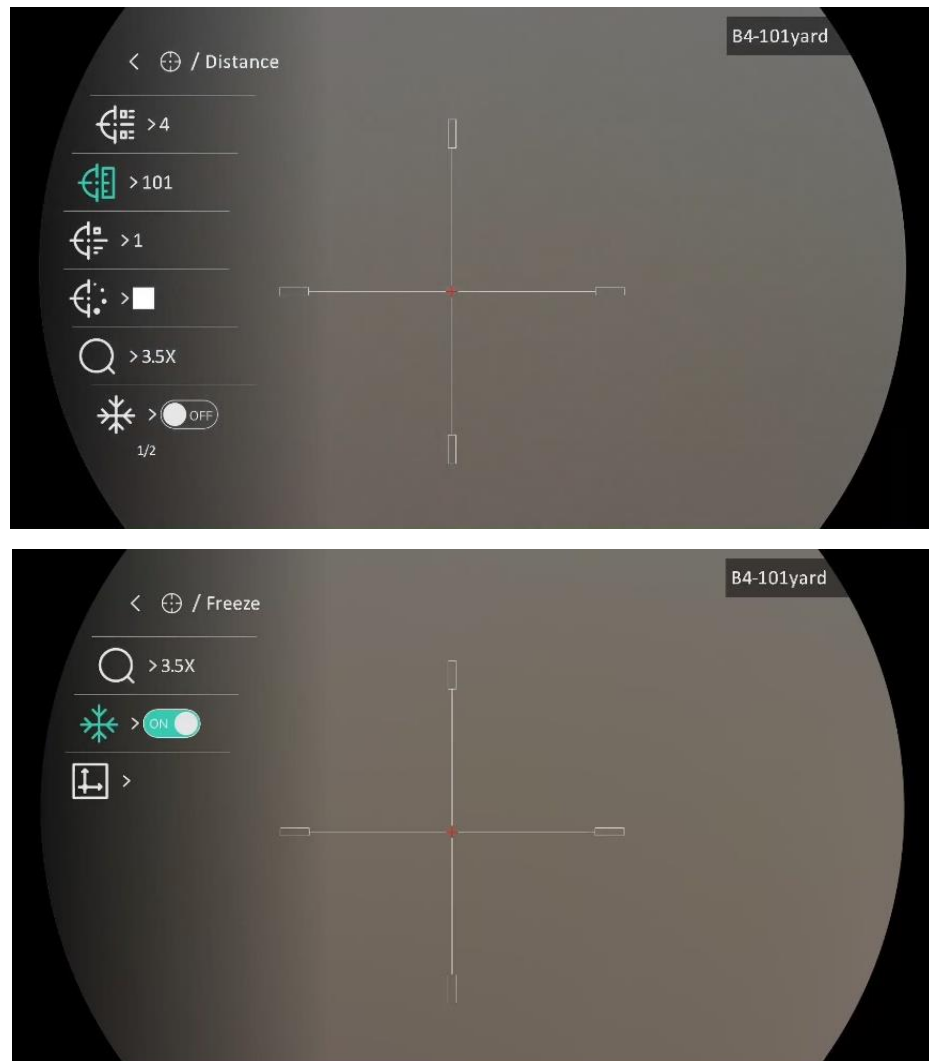 B4-101yard
< / Distance
>4
>101
>1
>
>3.5X
> OFF
1/2
B4-101yard
< / Freeze
>3.5X
> ON
>